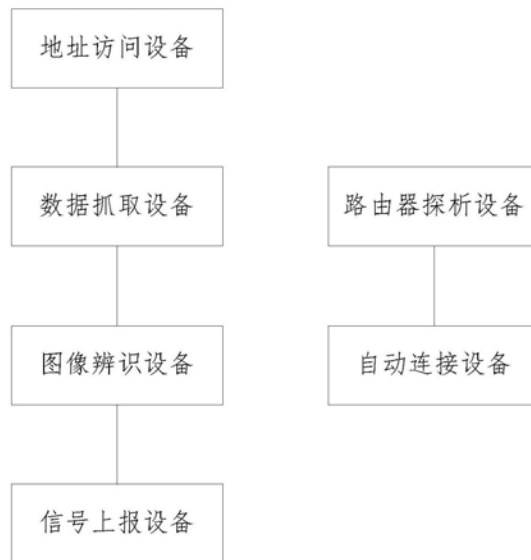 地址访问设备
数据抓取设备
路由器探析设备
图像辨识设备
自动连接设备
信号上报设备